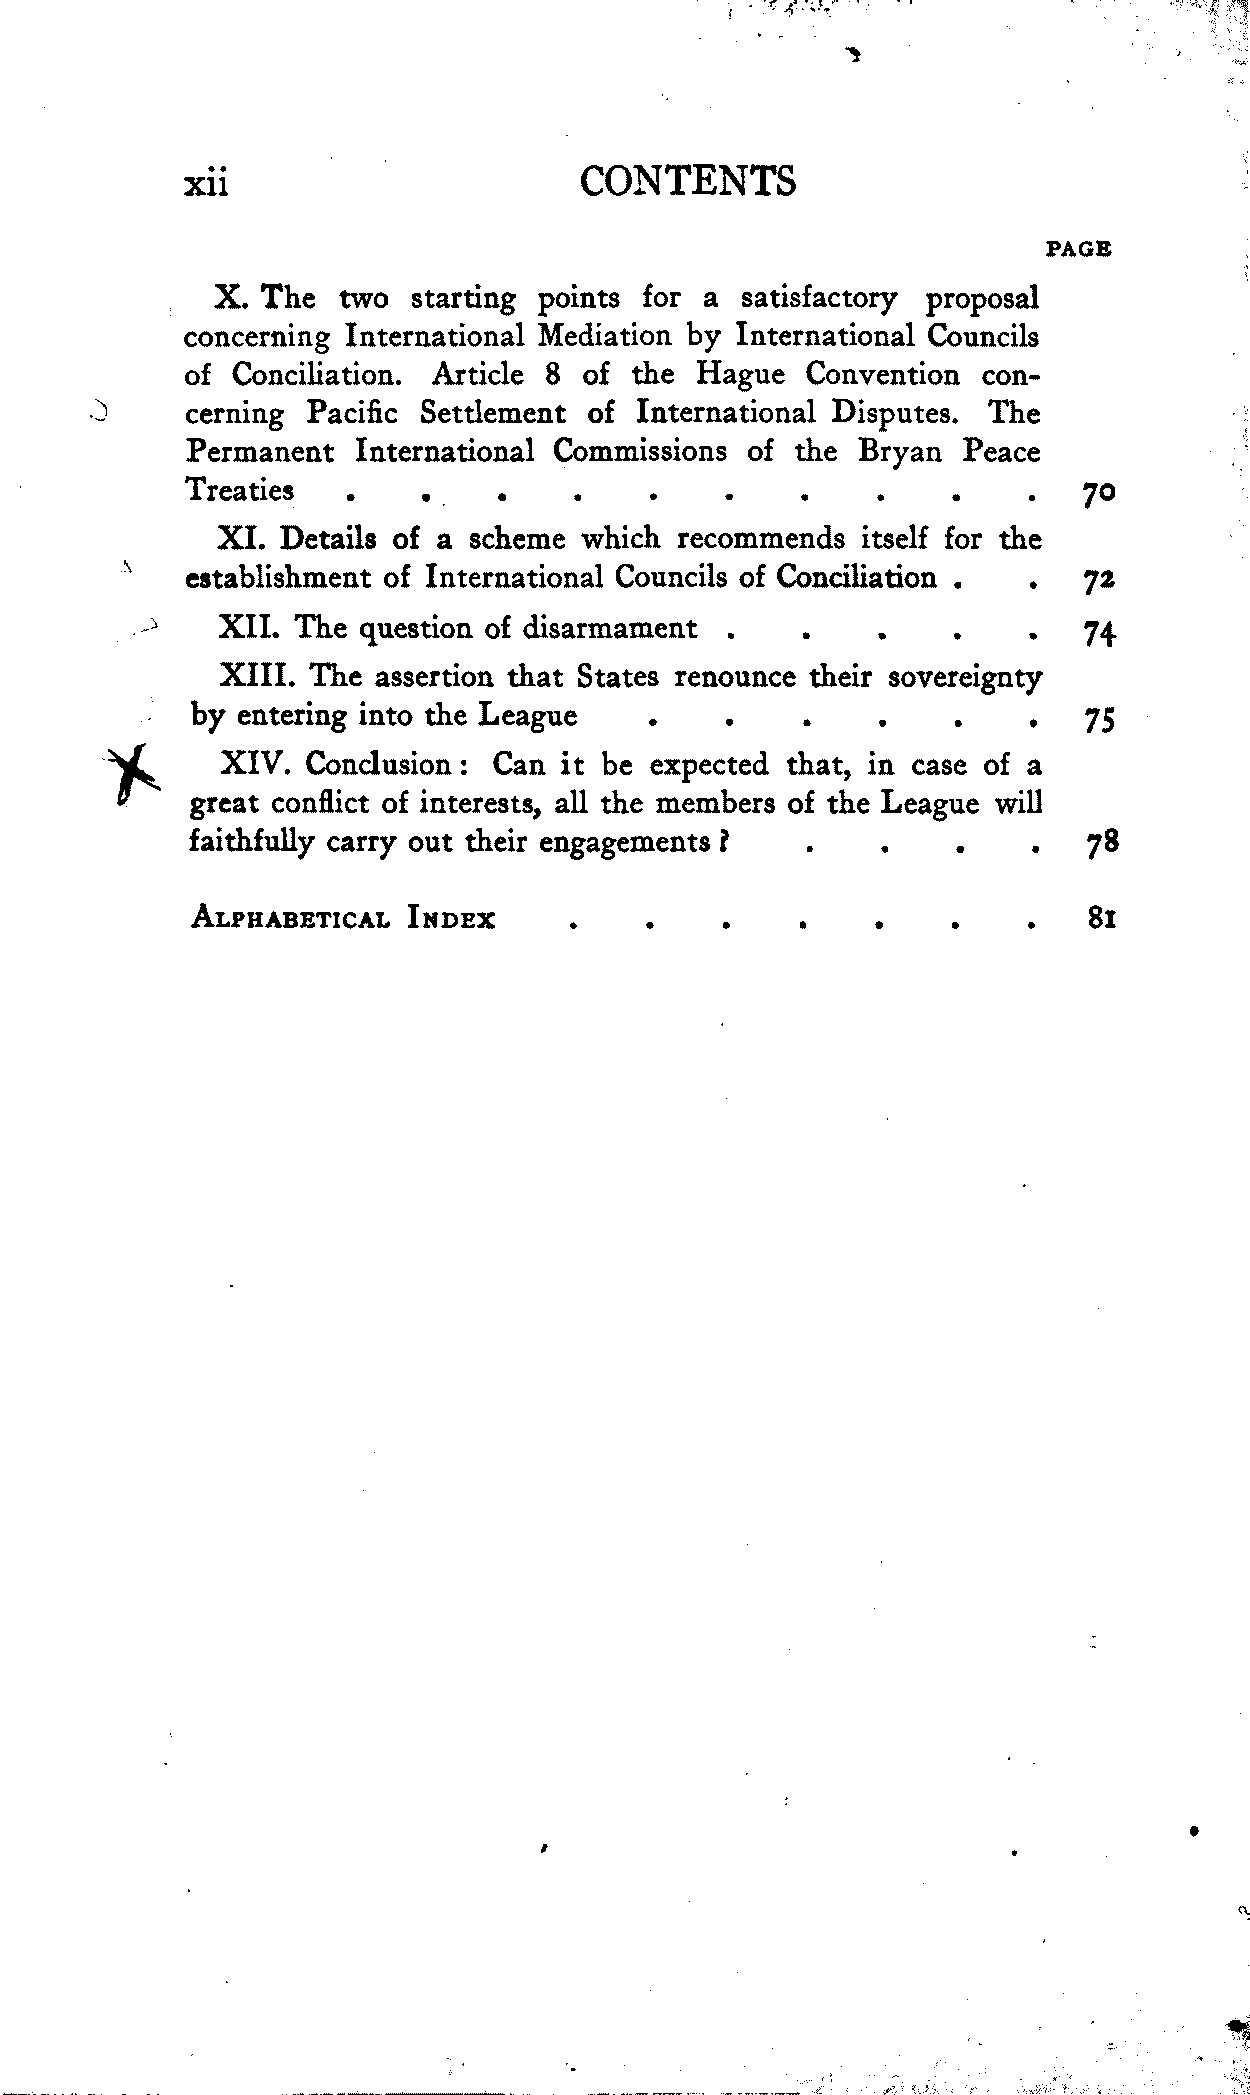 xii CONTENTS
PAGE
X. The two starting points for a satisfactory proposal
concerning International Mediation by International Councils
of Conciliation. Article 8 of the Hague Convention con-
cerning Pacific Settlement of International Disputes. The
Permanent International Commissions of the Bryan Peace
Treaties . . . . . . . . . . 70
XI. Details of a scheme which recommends itself for the
establishment of International Councils of Conciliation . . 72
XII. The question of disarmament . . . . . 74
XIII. The assertion that States renounce their sovereignty
by entering into the League . . . . . . 75
XIV. Conclusion: Can it be expected that, in case of a
great conflict of interests, all the members of the League will
faithfully carry out their engagements? . . . . 78
ALPHABETICAL INDEX . . . . . . . 81